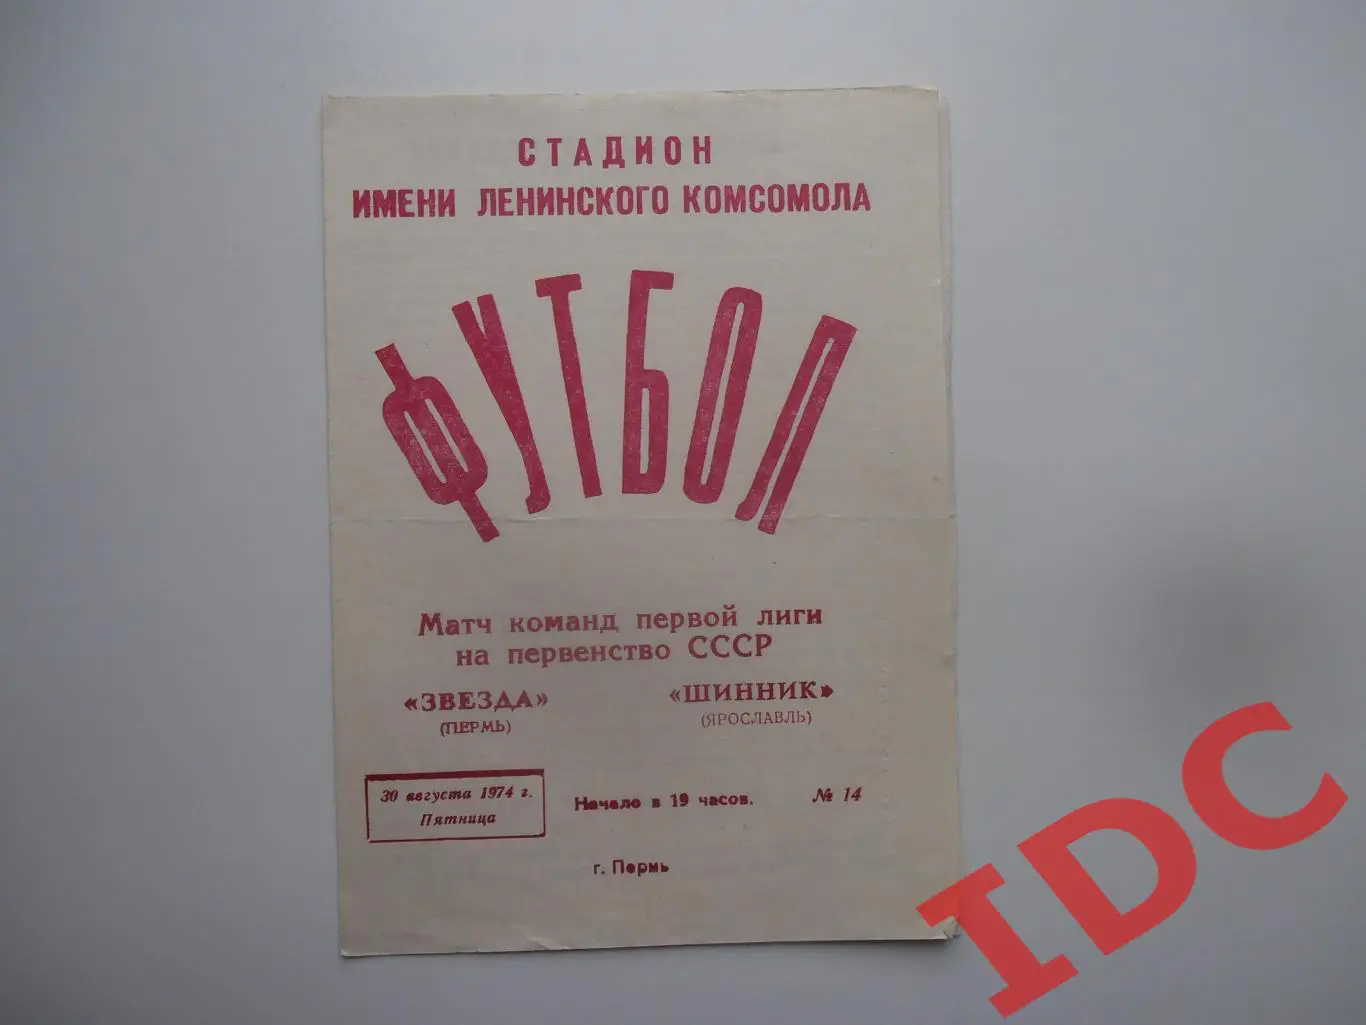 СТАДИОН
ИМЕНИ ЛЕНИНСКОГО КОМСОМОЛА
ФУТБОЛ
Матч команд первой лиги
на первенство СССР
«ЗВЕЗДА» «ШИННИК»
(ПЕРМЬ) (ЯРОСЛАВЛЬ)
30 августа 1974 г.
Пятница
Начало в 19 часов.
№ 14
г. Пермь
IDC